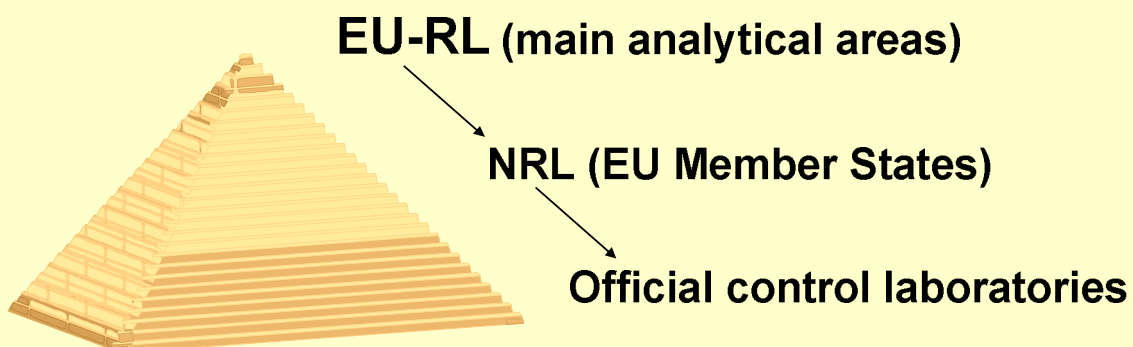 EU-RL (main analytical areas)
NRL (EU Member States)
Official control laboratories